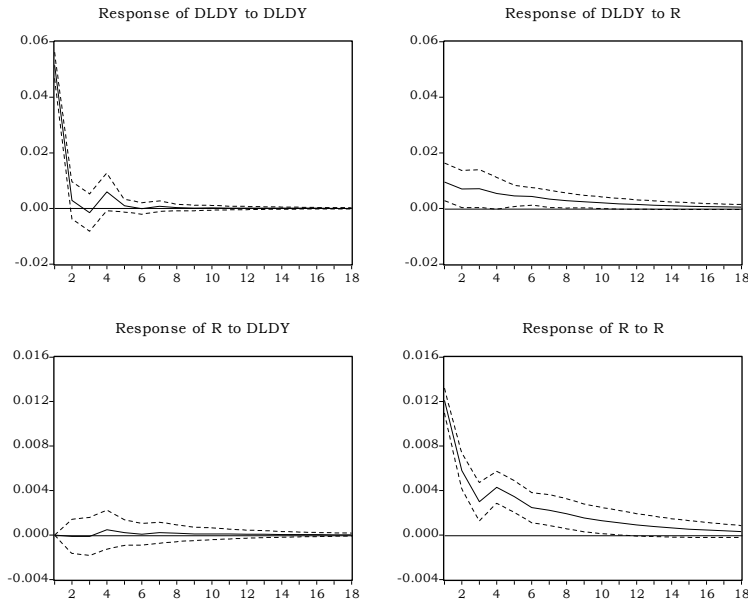 Response of DLDY to DLDY
0.06
0.04
0.02
0.00
-0.02
2 4 6 8 10 12 14 16 18
Response of DLDY to R
0.06
0.04
0.02
0.00
-0.02
2 4 6 8 10 12 14 16 18
Response of R to DLDY
0.016
0.012
0.008
0.004
0.000
-0.004
2 4 6 8 10 12 14 16 18
Response of R to R
0.016
0.012
0.008
0.004
0.000
-0.004
2 4 6 8 10 12 14 16 18